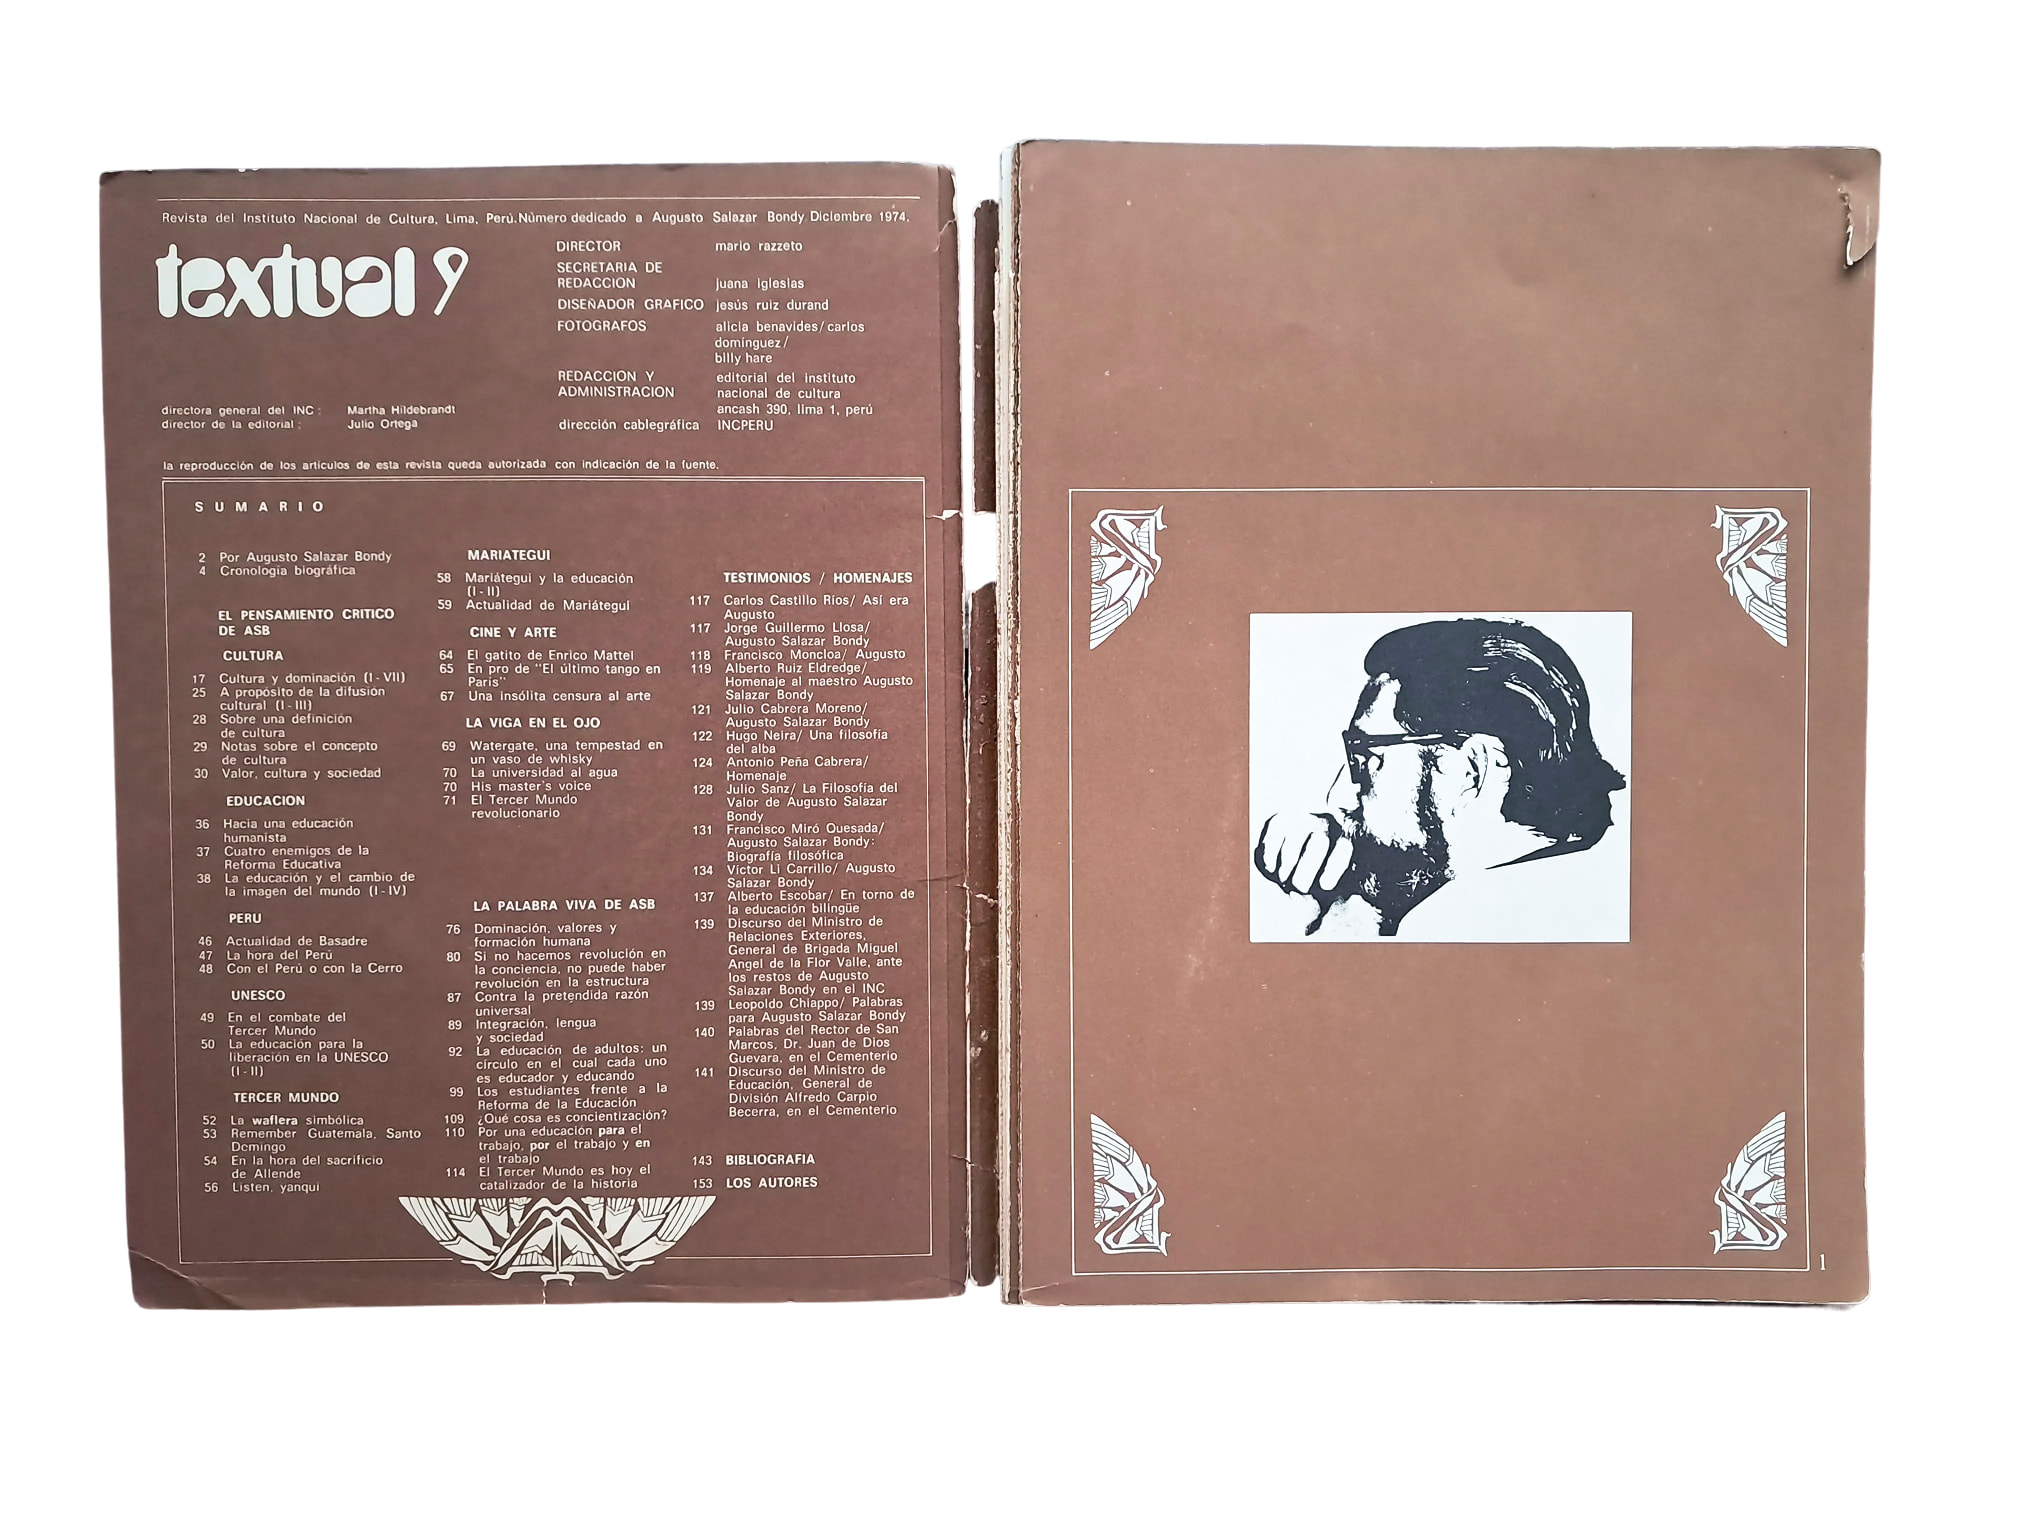 Revista del Instituto Nacional de Cultura, Lima, Perú. Número dedicado a Augusto Salazar Bondy Diciembre 1974.
textual 9
DIRECTOR mario razzeto
SECRETARIA DE
REDACCION juana iglesias
DISEÑADOR GRAFICO jesús ruiz durand
FOTOGRAFOS alicia benavides/carlos
domínguez/
billy hare
REDACCION Y editorial del instituto
ADMINISTRACION nacional de cultura
ancash 390, lima 1, perú
dirección cablegráfica INCPERU
directora general del INC: Martha Hildebrandt
director de la editorial: Julio Ortega
la reproducción de los artículos de esta revista queda autorizada con indicación de la fuente.
SUMARIO
2 Por Augusto Salazar Bondy
4 Cronología biográfica
EL PENSAMIENTO CRITICO
DE ASB
CULTURA
17 Cultura y dominación (I-VII)
25 A propósito de la difusión
cultural (I-III)
28 Sobre una definición
de cultura
29 Notas sobre el concepto
de cultura
30 Valor, cultura y sociedad
EDUCACION
36 Hacia una educación
humanista
37 Cuatro enemigos de la
Reforma Educativa
38 La educación y el cambio de
la imagen del mundo (I-IV)
PERU
46 Actualidad de Basadre
47 La hora del Perú
48 Con el Perú o con la Cerro
UNESCO
49 En el combate del
Tercer Mundo
50 La educación para la
liberación en la UNESCO
(I-II)
TERCER MUNDO
52 La waflera simbólica
53 Remember Guatemala, Santo
Domingo
54 En la hora del sacrificio
de Allende
56 Listen, yanqui
MARIATEGUI
58 Mariátegui y la educación
(I-II)
59 Actualidad de Mariátegui
CINE Y ARTE
64 El gatito de Enrico Mattei
65 En pro de "El último tango en
París"
67 Una insólita censura al arte
LA VIGA EN EL OJO
69 Watergate, una tempestad en
un vaso de whisky
70 La universidad al agua
70 His master's voice
71 El Tercer Mundo
revolucionario
LA PALABRA VIVA DE ASB
76 Dominación, valores y
formación humana
80 Si no hacemos revolución en
la conciencia, no puede haber
revolución en la estructura
87 Contra la pretendida razón
universal
89 Integración, lengua
y sociedad
92 La educación de adultos: un
círculo en el cual cada uno
es educador y educando
99 Los estudiantes frente a la
Reforma de la Educación
109 ¿Qué cosa es concientización?
110 Por una educación para el
trabajo, por el trabajo y en
el trabajo
114 El Tercer Mundo es hoy el
catalizador de la historia
TESTIMONIOS / HOMENAJES
117 Carlos Castillo Ríos/ Así era
Augusto
117 Jorge Guillermo Llosa/
Augusto Salazar Bondy
118 Francisco Moncloa/ Augusto
119 Alberto Ruiz Eldredge/
Homenaje al maestro Augusto
Salazar Bondy
121 Julio Cabrera Moreno/
Augusto Salazar Bondy
122 Hugo Neira/ Una filosofía
del alba
124 Antonio Peña Cabrera/
Homenaje
128 Julio Sanz/ La Filosofía del
Valor de Augusto Salazar
Bondy
131 Francisco Miró Quesada/
Augusto Salazar Bondy:
Biografía filosófica
134 Víctor Li Carrillo/ Augusto
Salazar Bondy
137 Alberto Escobar/ En torno de
la educación bilingüe
139 Discurso del Ministro de
Relaciones Exteriores,
General de Brigada Miguel
Angel de la Flor Valle, ante
los restos de Augusto
Salazar Bondy en el INC
139 Leopoldo Chiappo/ Palabras
para Augusto Salazar Bondy
140 Palabras del Rector de San
Marcos, Dr. Juan de Dios
Guevara, en el Cementerio
141 Discurso del Ministro de
Educación, General de
División Alfredo Carpio
Becerra, en el Cementerio
143 BIBLIOGRAFIA
153 LOS AUTORES
1